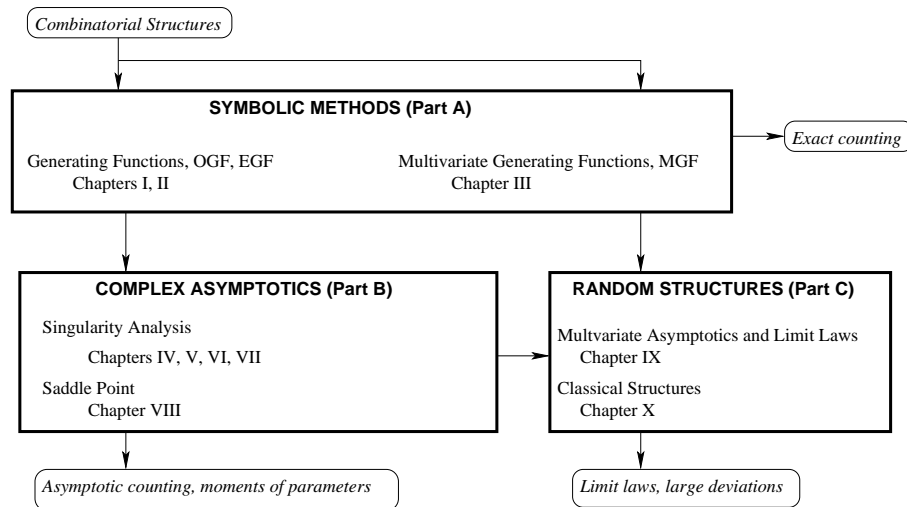 Combinatorial Structures
SYMBOLIC METHODS (Part A)
Generating Functions, OGF, EGF
Chapters I, II
Multivariate Generating Functions, MGF
Chapter III
Exact counting
COMPLEX ASYMPTOTICS (Part B)
Singularity Analysis
Chapters IV, V, VI, VII
Saddle Point
Chapter VIII
RANDOM STRUCTURES (Part C)
Multvariate Asymptotics and Limit Laws
Chapter IX
Classical Structures
Chapter X
Asymptotic counting, moments of parameters
Limit laws, large deviations